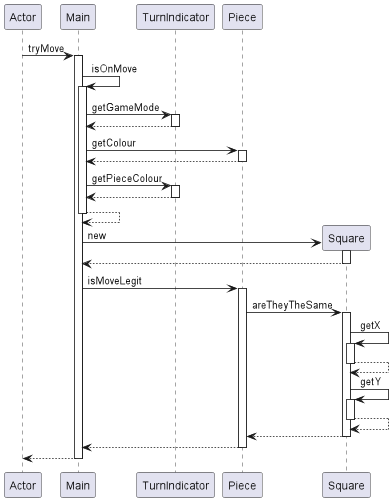 Actor Main TurnIndicator Piece
tryMove
isOnMove
getGameMode
getColour
getPieceColour
new
Square
isMoveLegit
areTheyTheSame
getX
getY
Actor Main TurnIndicator Piece Square